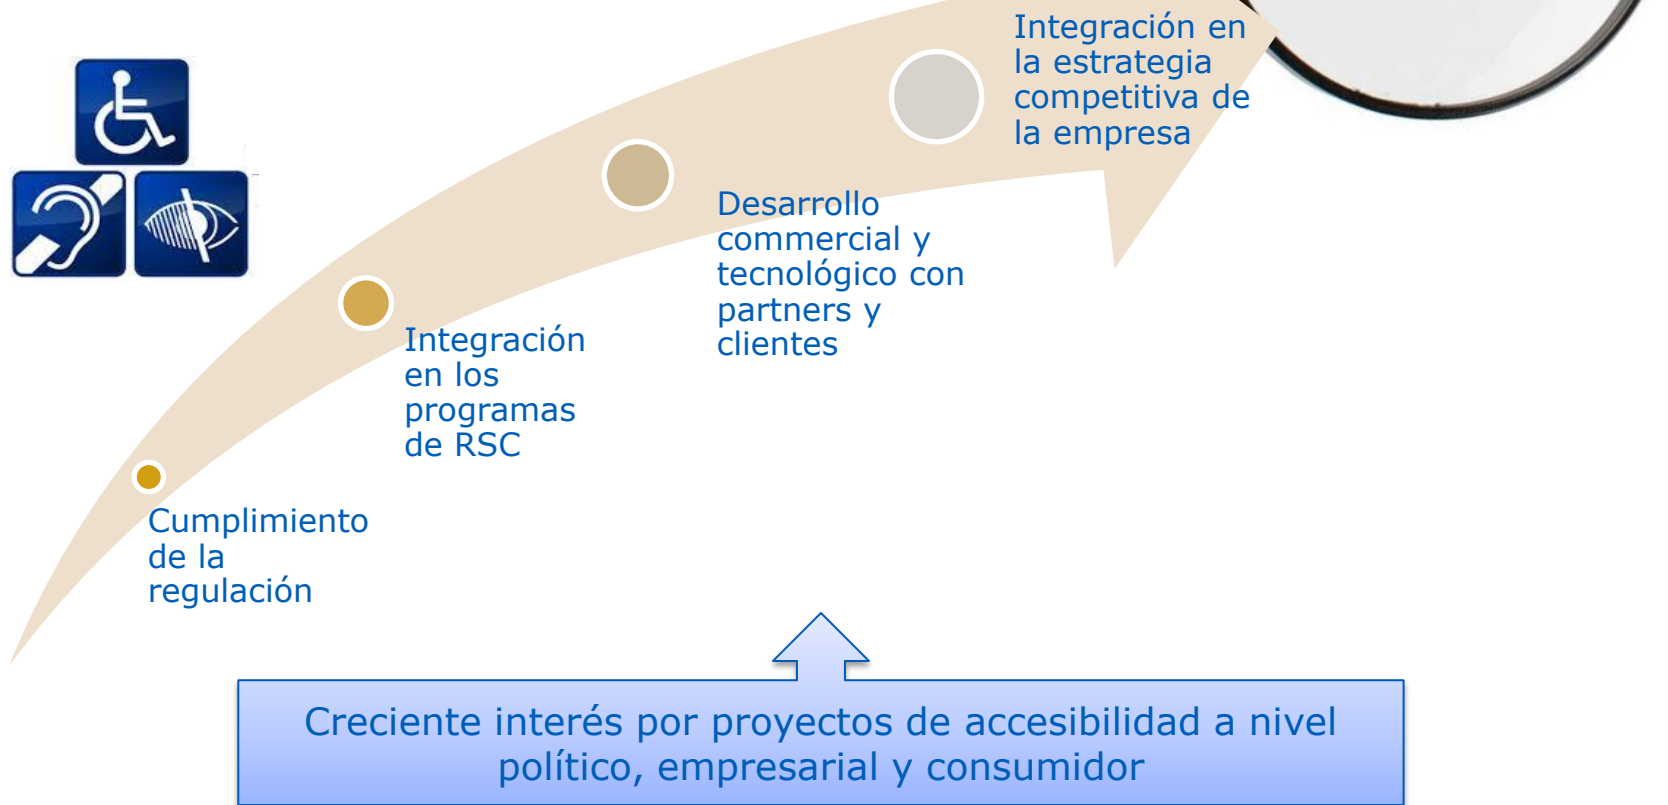 Integración en
la estrategia
competitiva de
la empresa
Desarrollo
commercial y
tecnológico con
partners y
clientes
Integración
en los
programas
de RSC
Cumplimiento
de la
regulación
Creciente interés por proyectos de accesibilidad a nivel
político, empresarial y consumidor